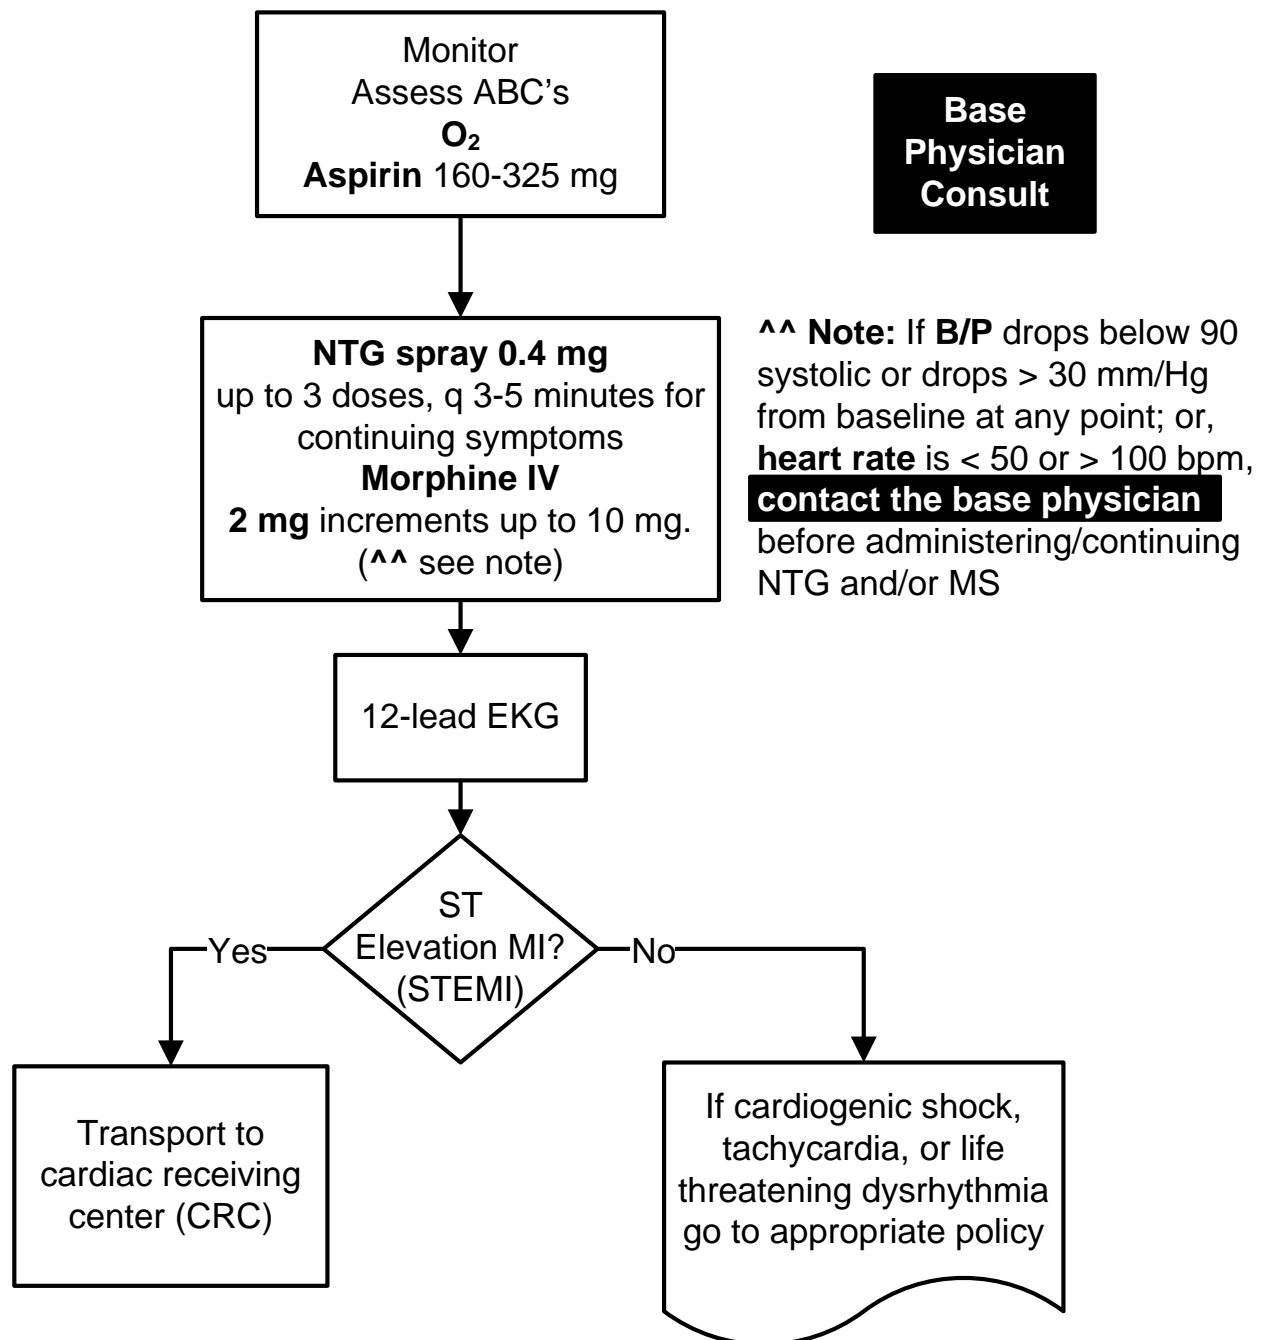 Monitor
Assess ABC's
O₂
Aspirin 160-325 mg
Base
Physician
Consult
NTG spray 0.4 mg
up to 3 doses, q 3-5 minutes for
continuing symptoms
Morphine IV
2 mg increments up to 10 mg.
(^^ see note)
^^ Note: If B/P drops below 90
systolic or drops > 30 mm/Hg
from baseline at any point; or,
heart rate is < 50 or > 100 bpm,
contact the base physician
before administering/continuing
NTG and/or MS
12-lead EKG
ST
Elevation MI?
(STEMI)
Yes
No
Transport to
cardiac receiving
center (CRC)
If cardiogenic shock,
tachycardia, or life
threatening dysrhythmia
go to appropriate policy